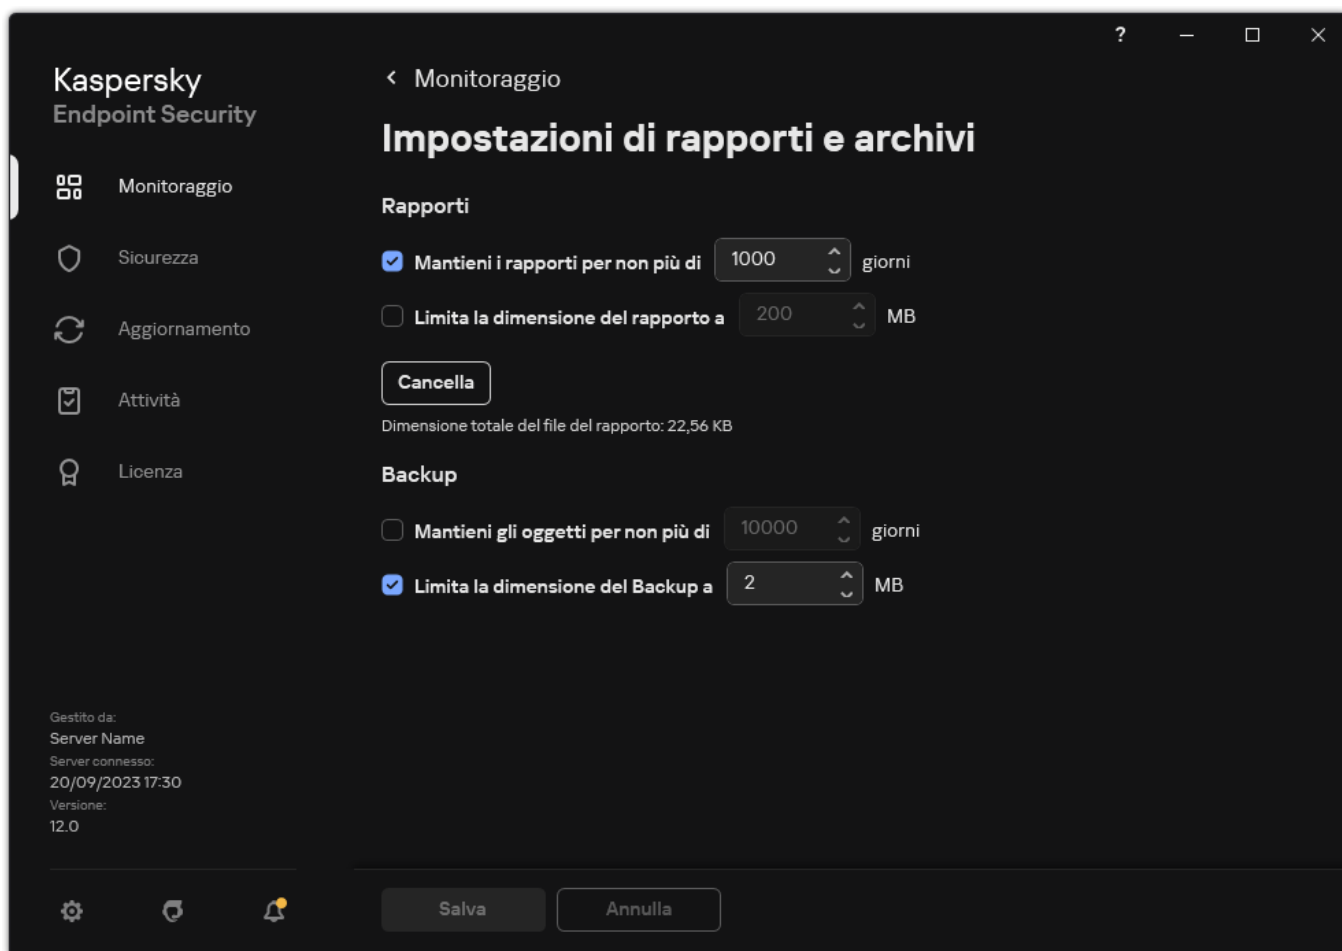 ?
Kaspersky
Endpoint Security
Monitoraggio
Sicurezza
Aggiornamento
Attività
Licenza
Gestito da:
Server Name
Server connesso:
20/09/2023 17:30
Versione:
12.0
Monitoraggio
Impostazioni di rapporti e archivi
Rapporti
Mantieni i rapporti per non più di 1000 giorni
Limita la dimensione del rapporto a 200 MB
Cancella
Dimensione totale del file del rapporto: 22,56 KB
Backup
Mantieni gli oggetti per non più di 10000 giorni
Limita la dimensione del Backup a 2 MB
Salva Annulla